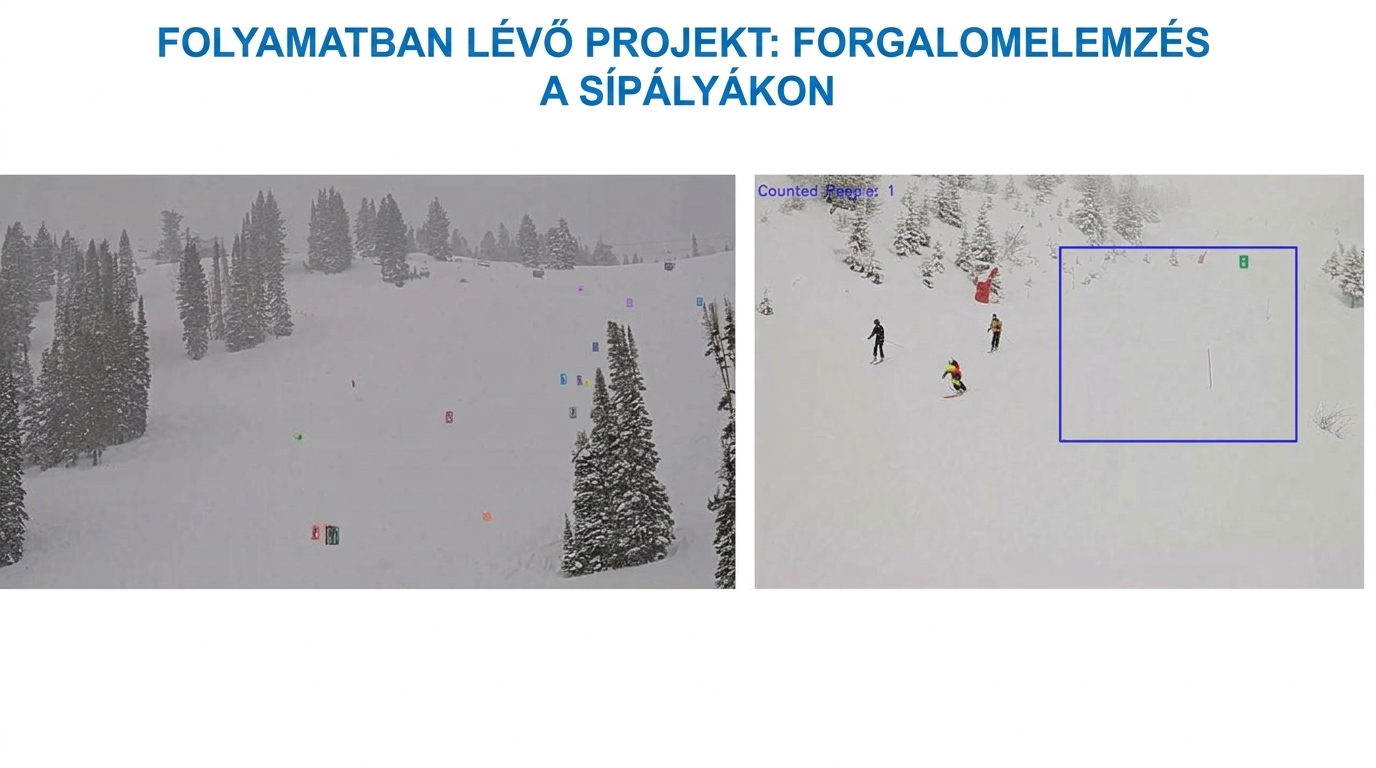 FOLYAMATBAN LÉVŐ PROJEKT: FORGALOMELEMZÉS
A SÍPÁLYÁKON
Counted People: 1